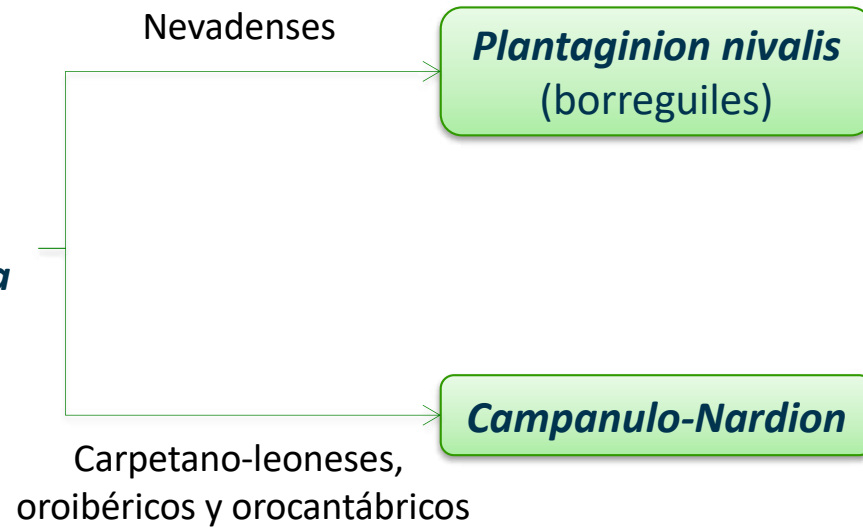 Nevadenses
Plantaginion nivalis
(borreguiles)
a
Campanulo-Nardion
Carpetano-leoneses,
oroibéricos y orocantábricos